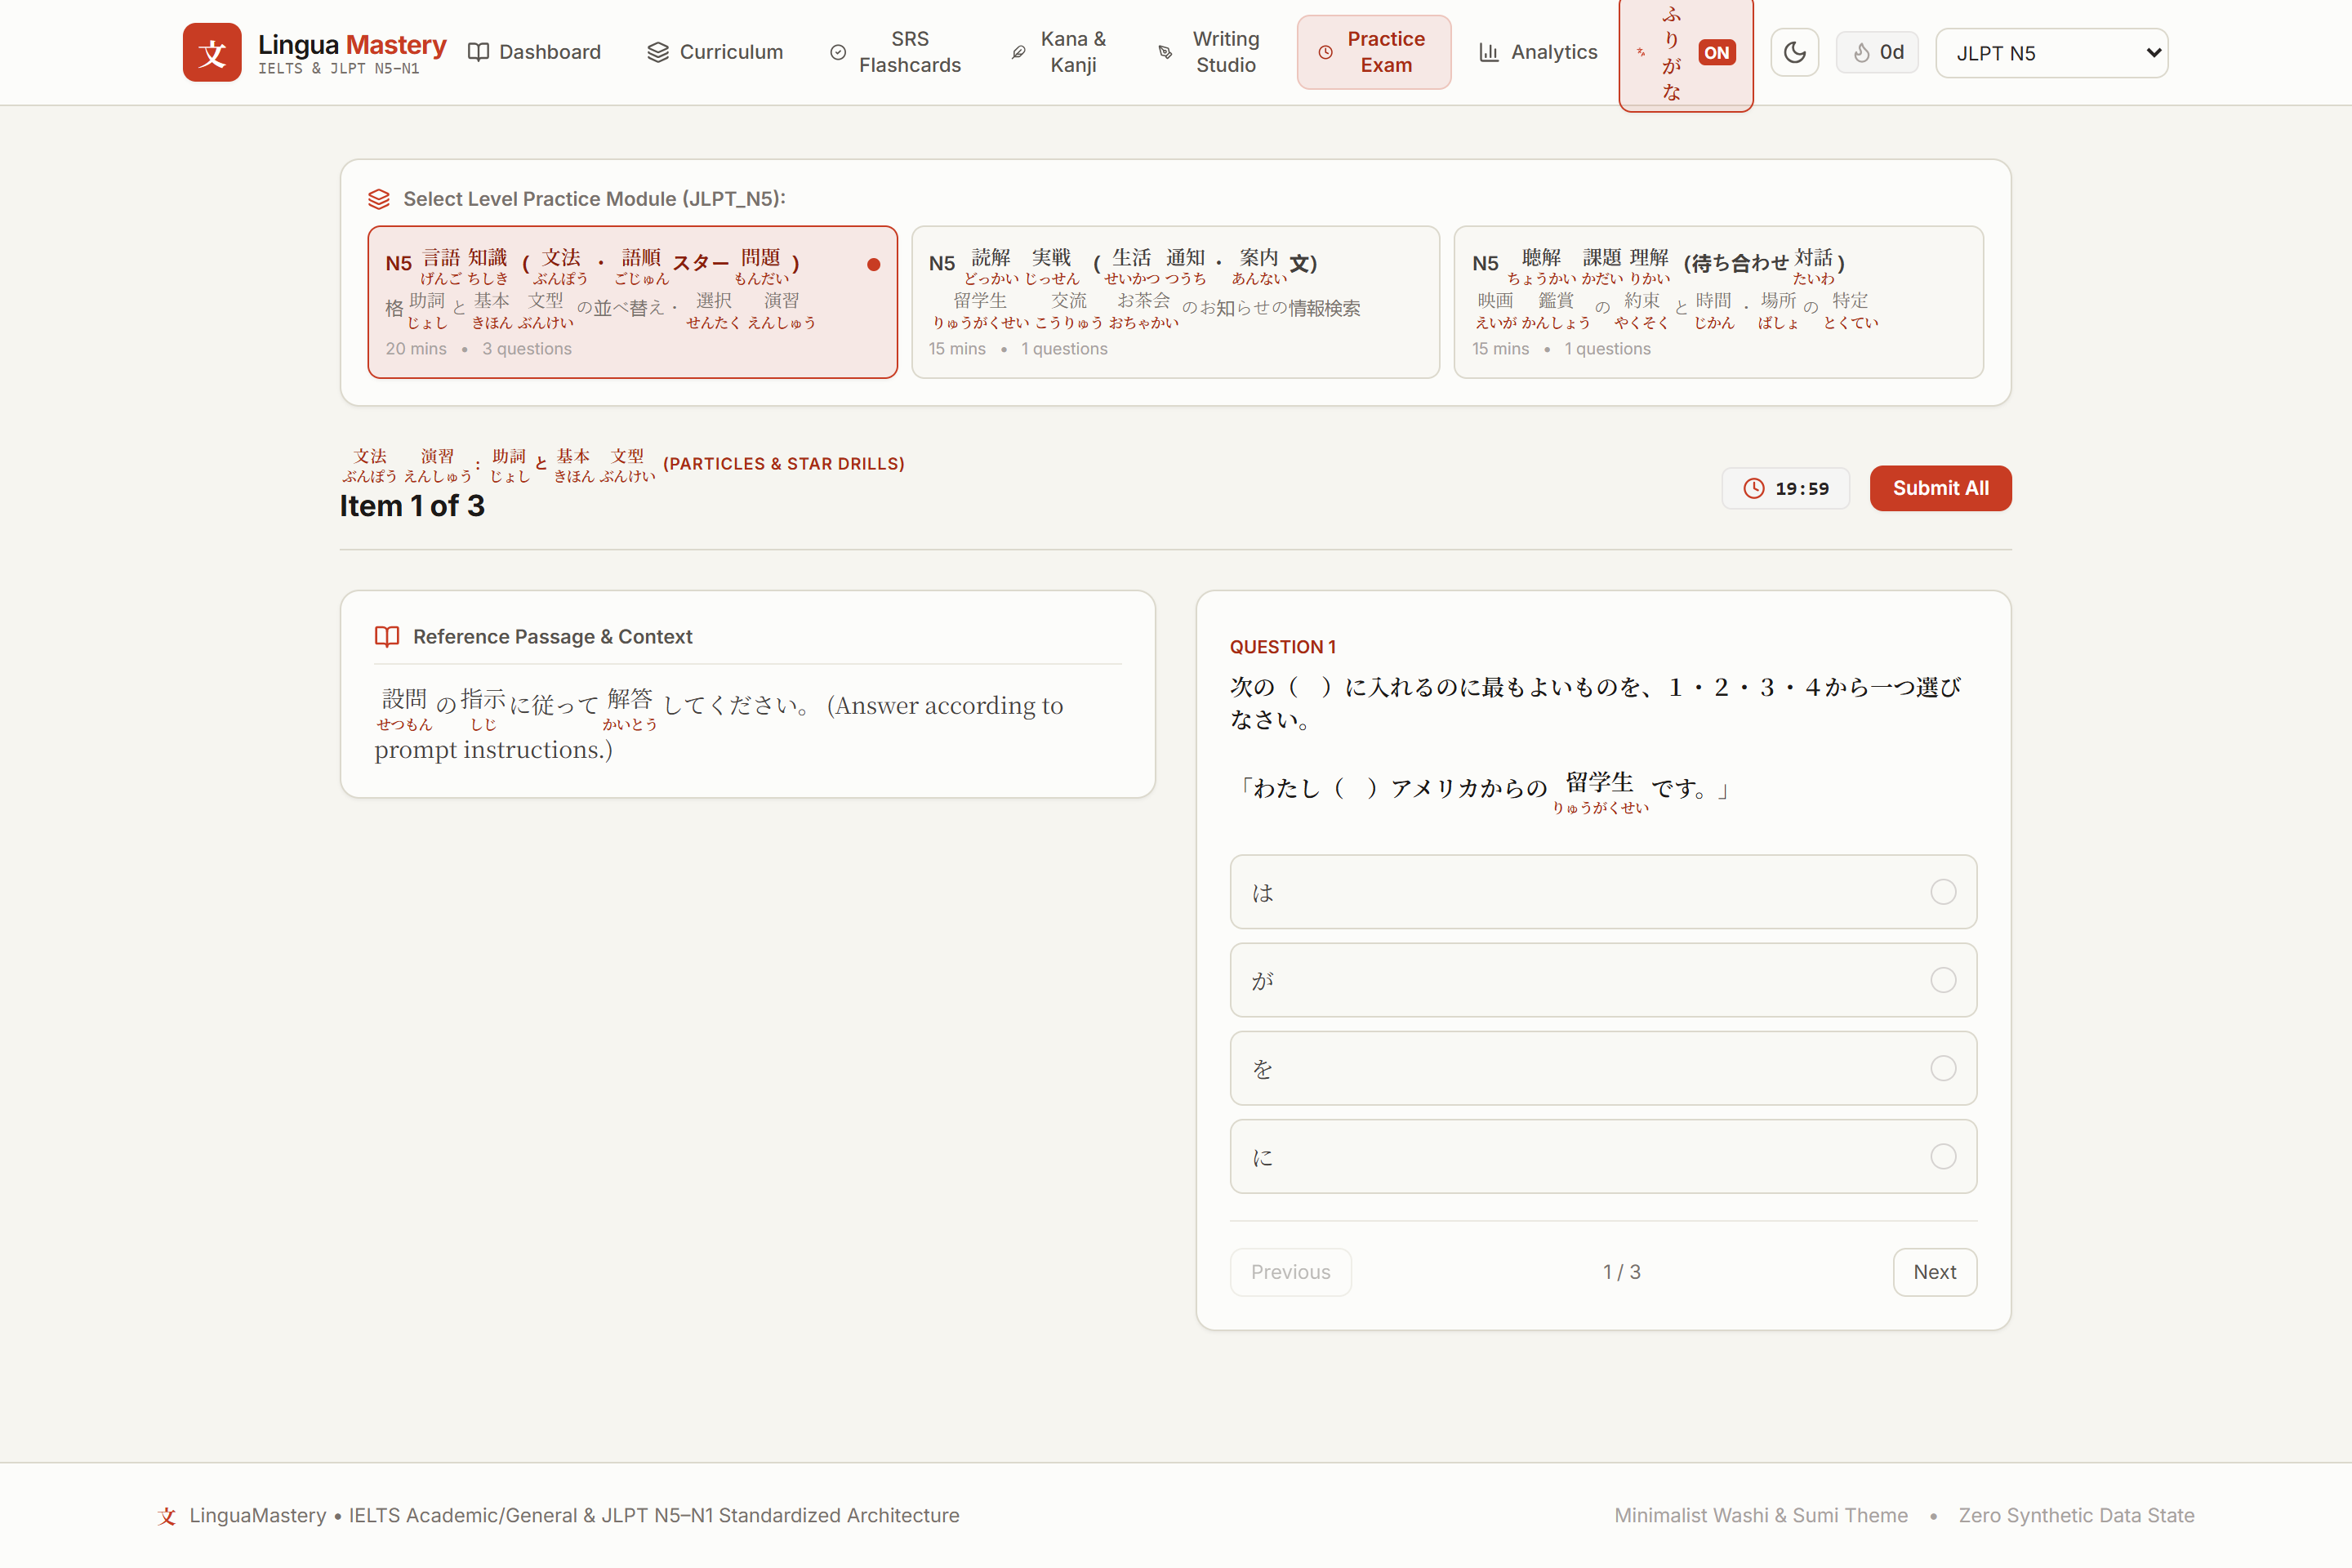 文
Lingua Mastery
IELTS & JLPT N5–N1
Dashboard
Curriculum
SRS Flashcards
Kana & Kanji
Writing Studio
Practice Exam
Analytics
ふりがな
ON
0d
JLPT N5
Select Level Practice Module (JLPT_N5):
N5 言語 知識 ( 文法 ・ 語順 スター 問題 )
げんご ちしき ぶんぽう ごじゅん もんだい
格 助詞 と 基本 文型 の並べ替え・ 選択 演習
じょし きほん ぶんけい せんたく えんしゅう
20 mins • 3 questions
N5 読解 実戦 ( 生活 通知 ・ 案内 文)
どっかい じっせん せいかつ つうち あんない
留学生 交流 お茶会 のお知らせの情報検索
りゅうがくせい こうりゅう おちゃかい
15 mins • 1 questions
N5 聴解 課題 理解 (待ち合わせ 対話 )
ちょうかい かだい りかい たいわ
映画 鑑賞 の 約束 と 時間 ・ 場所 の 特定
えいが かんしょう やくそく じかん ばしょ とくてい
15 mins • 1 questions
文法 演習 : 助詞 と 基本 文型 (PARTICLES & STAR DRILLS)
ぶんぽう えんしゅう じょし きほん ぶんけい
Item 1 of 3
19:59
Submit All
Reference Passage & Context
設問 の 指示 に従って 解答 してください。 (Answer according to
せつもん しじ かいとう
prompt instructions.)
QUESTION 1
次の（　）に入れるのに最もよいものを、１・２・３・４から一つ選び
なさい。
「わたし（　）アメリカからの 留学生 です。」
りゅうがくせい
は
が
を
に
Previous
1 / 3
Next
文 LinguaMastery • IELTS Academic/General & JLPT N5–N1 Standardized Architecture
Minimalist Washi & Sumi Theme • Zero Synthetic Data State